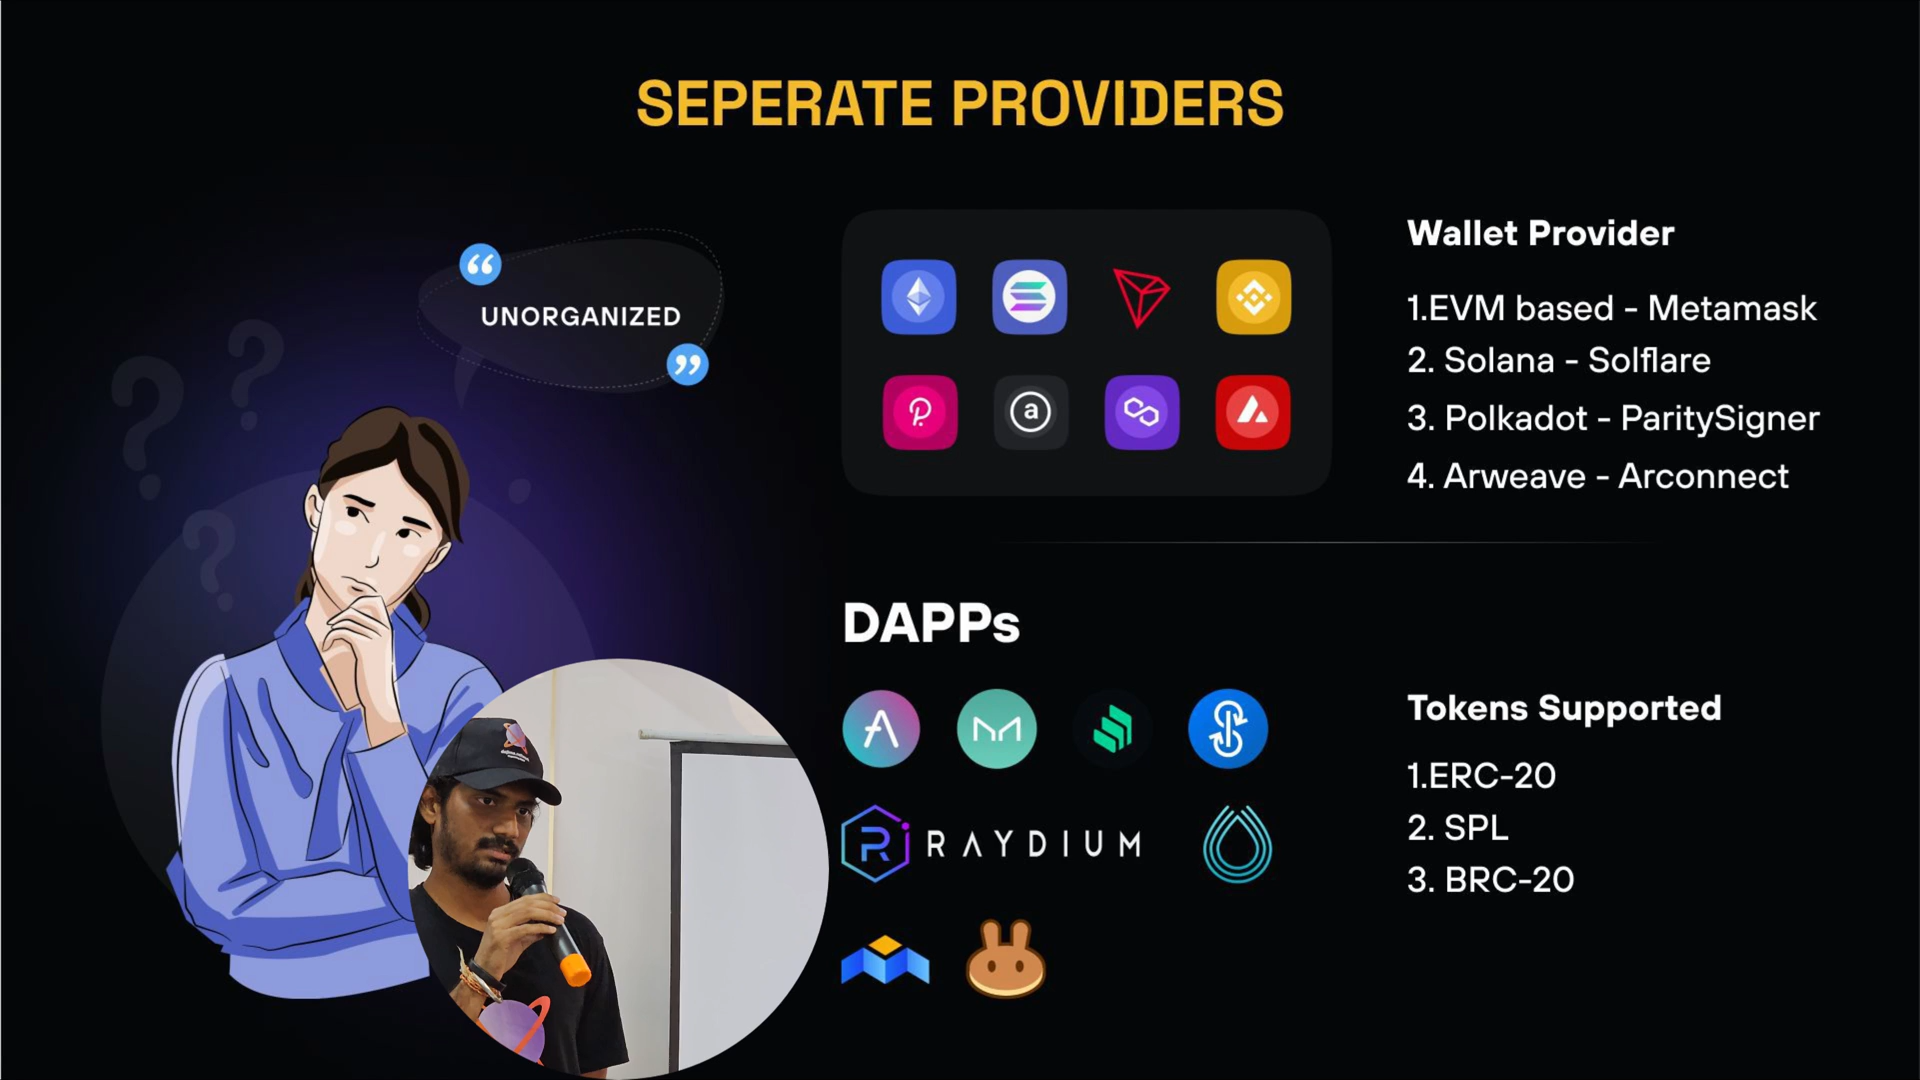 SEPERATE PROVIDERS
“
UNORGANIZED
”
Wallet Provider
1.EVM based - Metamask
2. Solana - Solflare
3. Polkadot - ParitySigner
4. Arweave - Arconnect
a
DAPPs
RAYDIUM
Tokens Supported
1.ERC-20
2. SPL
3. BRC-20